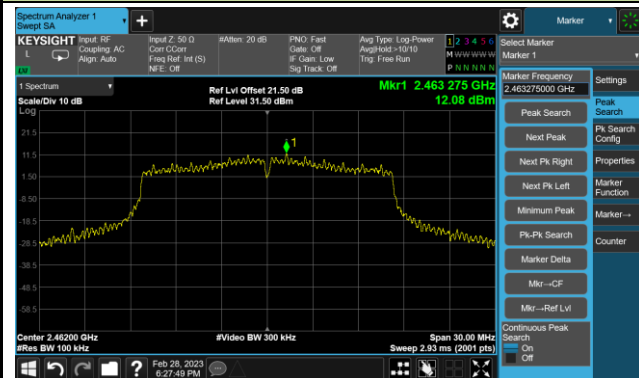 Spectrum Analyzer 1
Swept SA
Marker
KEYSIGHT
L
Input: RF
Coupling: AC
Align: Auto
Input Z: 50 Ω
Corr CCorr
Freq Ref: Int (S)
NFE: Off
#Atten: 20 dB
PNO: Fast
Gate: Off
IF Gain: Low
Sig Track: Off
Avg Type: Log-Power
Avg|Hold:>10/10
Trig: Free Run
1 2 3 4 5 6
M W W W W W
P N N N N N
Select Marker
Marker 1
1 Spectrum
Scale/Div 10 dB
Log
Ref Lvl Offset 21.50 dB
Ref Level 31.50 dBm
Mkr1 2.463 275 GHz
12.08 dBm
1
21.5
11.5
1.50
-8.50
-18.5
-28.5
-38.5
-48.5
-58.5
Center 2.46200 GHz
#Res BW 100 kHz
#Video BW 300 kHz
Span 30.00 MHz
Sweep 2.93 ms (2001 pts)
Marker Frequency
2.463275000 GHz
Peak Search
Next Peak
Next Pk Right
Next Pk Left
Minimum Peak
Pk-Pk Search
Marker Delta
Mkr→CF
Mkr→Ref Lvl
Continuous Peak
Search
On
Off
Settings
Peak
Search
Pk Search
Config
Properties
Marker
Function
Marker→
Counter
?
Feb 28, 2023
6:27:49 PM